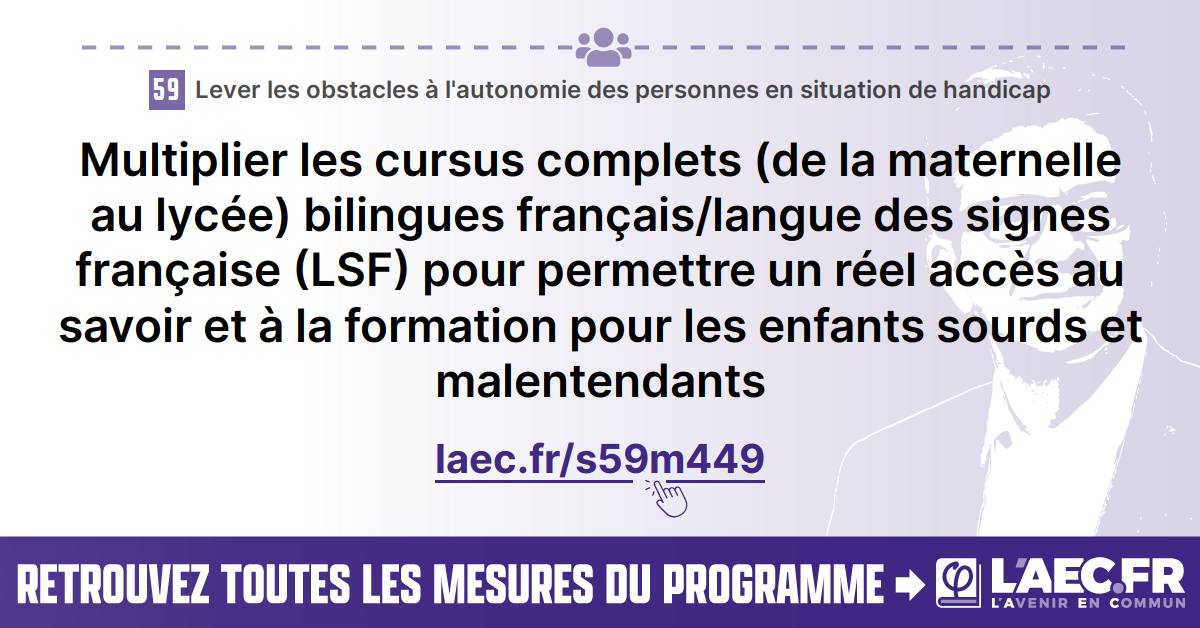 59 Lever les obstacles à l'autonomie des personnes en situation de handicap
Multiplier les cursus complets (de la maternelle
au lycée) bilingues français/langue des signes
française (LSF) pour permettre un réel accès au
savoir et à la formation pour les enfants sourds et
malentendants
laec.fr/s59m449
RETROUVEZ TOUTES LES MESURES DU PROGRAMME
φ L'AEC.FR
L'AVENIR EN COMMUN